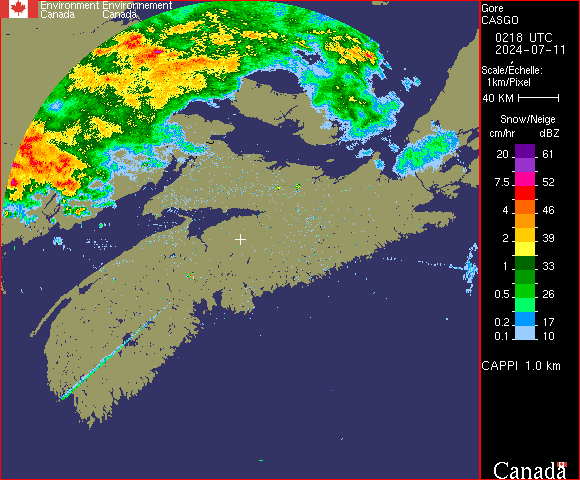 Environment Environnement
Canada Canada
Gore
CASGO
0218 UTC
2024-07-11
Scale/Échelle:
1km/Pixel
40 KM
Snow/Neige
cm/hr dBZ
20 61
7.5 52
4 46
2 39
1 33
0.5 26
0.2 17
0.1 10
CAPPI 1.0 km
Canada